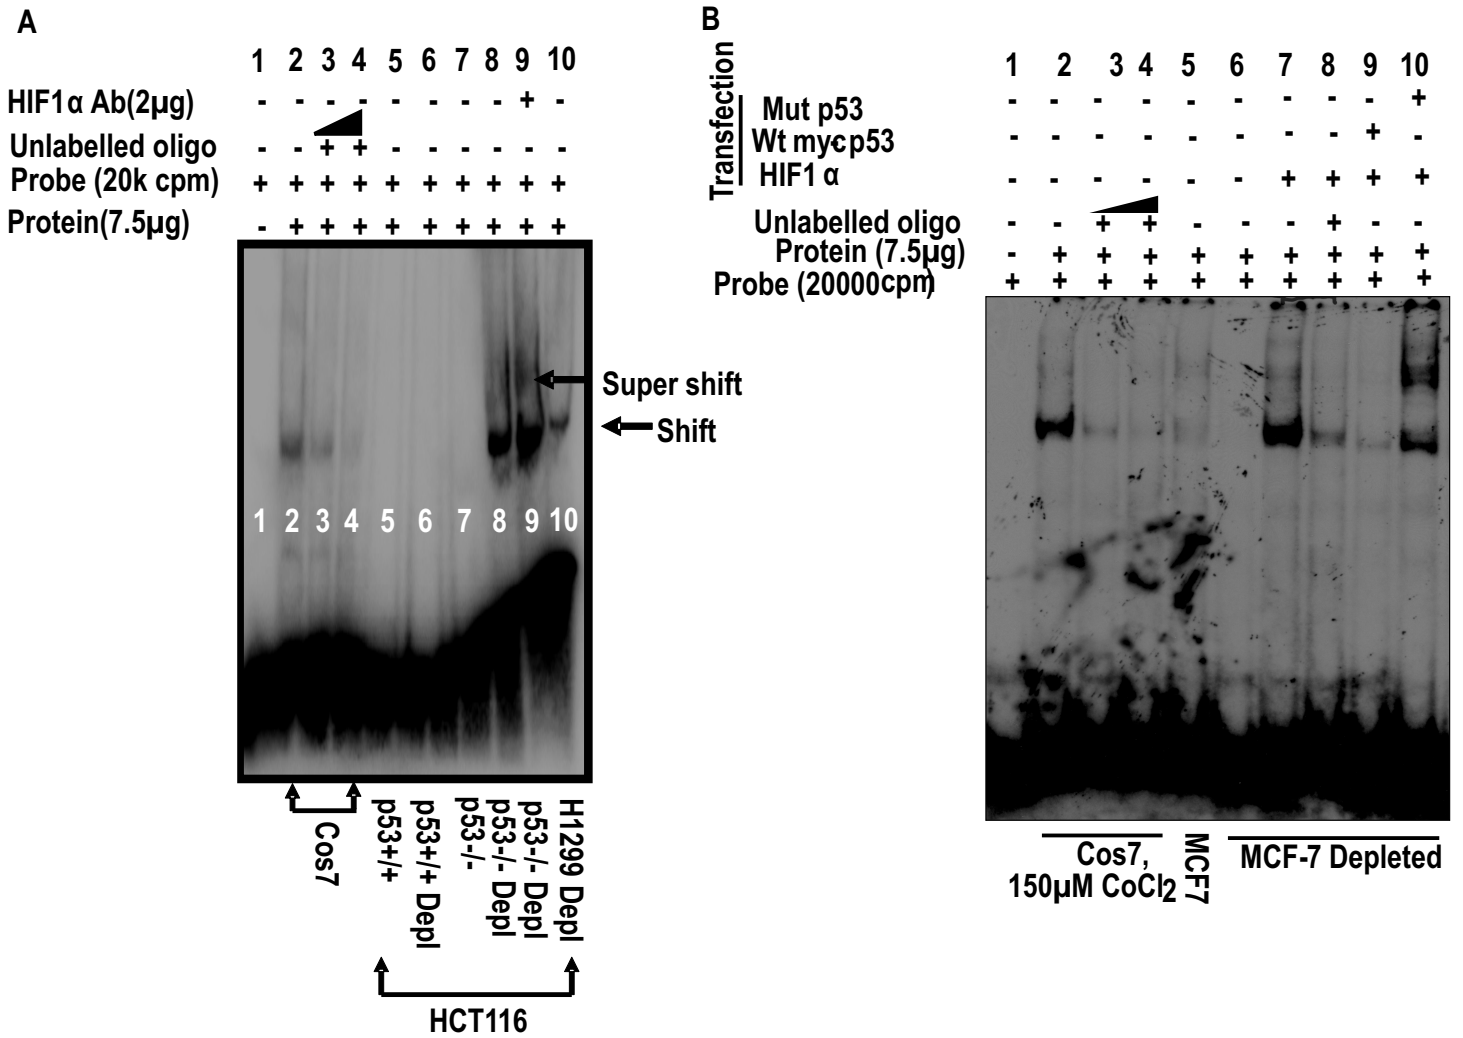 A
1 2 3 4 5 6 7 8 9 10
HIF1α Ab(2µg) - - - - - - - - + -
Unlabelled oligo - - + + - - - - - -
Probe (20k cpm) + + + + + + + + + +
Protein(7.5µg) - + + + + + + + + +
Super shift
Shift
1 2 3 4 5 6 7 8 9 10
Cos7
p53+/+
p53+/+ Depl
p53-/-
p53-/- Depl
p53-/- Depl
H1299 Depl
HCT116
B
1 2 3 4 5 6 7 8 9 10
Transfection
Mut p53 - - - - - - - - - +
Wt myc-p53 - - - - - - - - + -
HIF1 α - - - - - - + + + +
Unlabelled oligo - - + + - - - + - -
Protein (7.5µg) - + + + + + + + + +
Probe (20000cpm) + + + + + + + + + +
Cos7,
150µM CoCl2
MCF7
MCF-7 Depleted